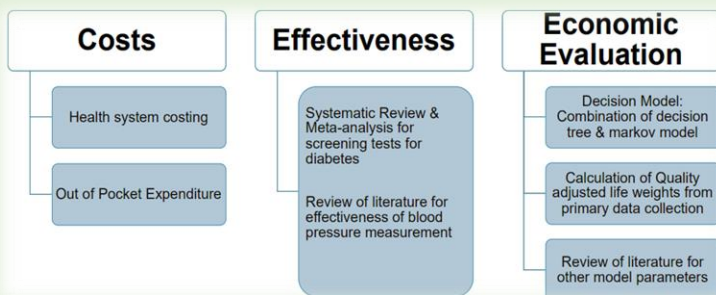 Costs
Health system costing
Out of Pocket Expenditure
Effectiveness
Systematic Review &
Meta-analysis for
screening tests for
diabetes
Review of literature for
effectiveness of blood
pressure measurement
Economic
Evaluation
Decision Model:
Combination of decision
tree & markov model
Calculation of Quality
adjusted life weights from
primary data collection
Review of literature for
other model parameters